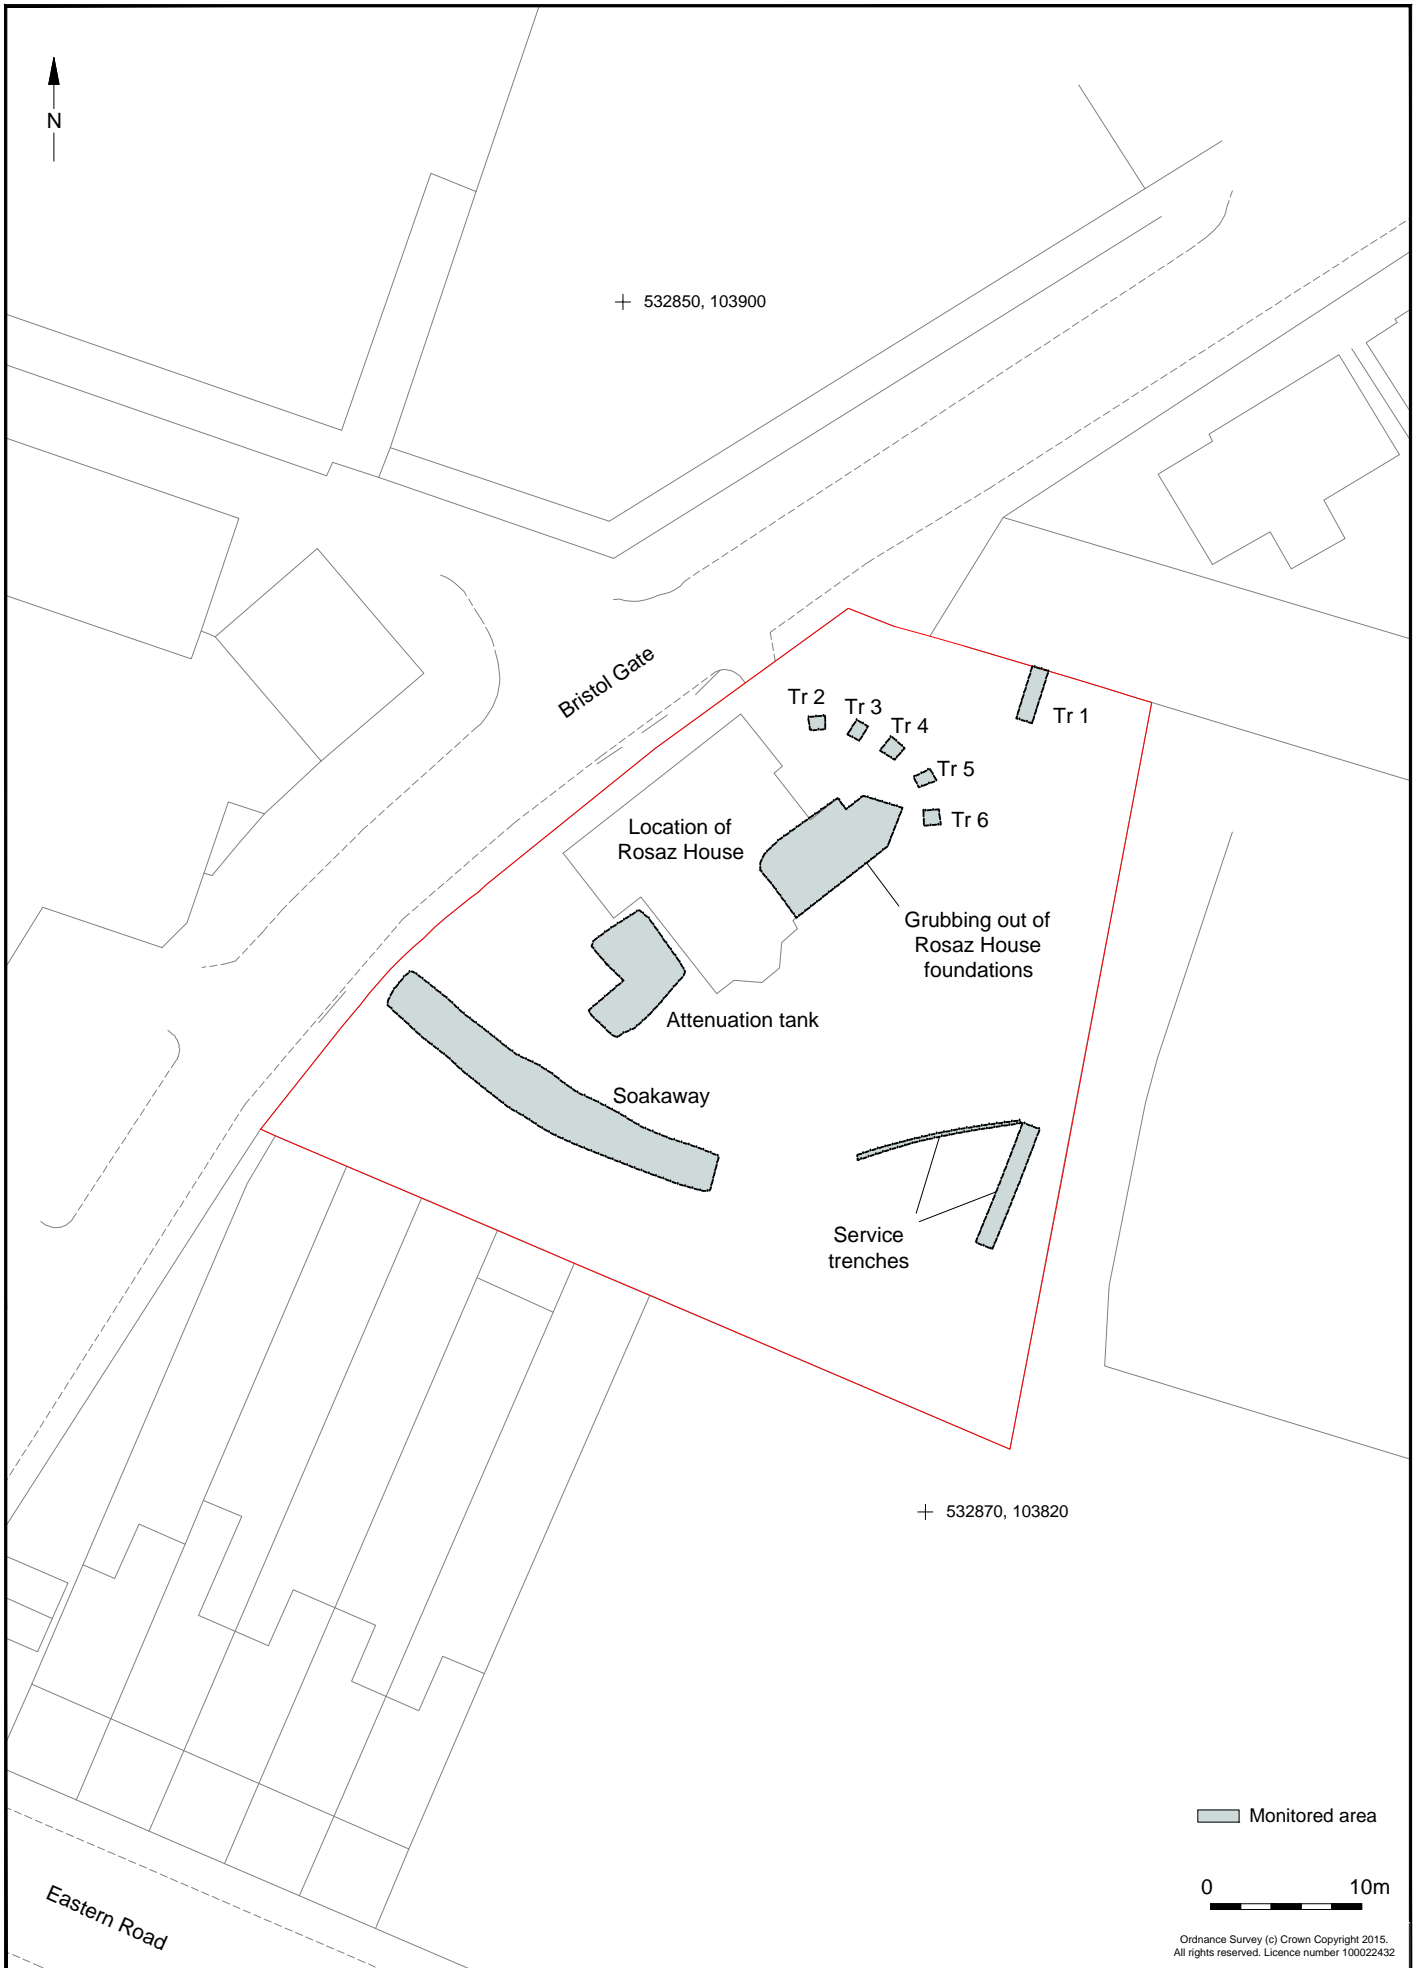 N
532850, 103900
Bristol Gate
Tr 2
Tr 3
Tr 4
Tr 1
Tr 5
Tr 6
Location of
Rosaz House
Grubbing out of
Rosaz House
foundations
Attenuation tank
Soakaway
Service
trenches
532870, 103820
Monitored area
0
10m
Eastern Road
Ordnance Survey (c) Crown Copyright 2015.
All rights reserved. Licence number 100022432